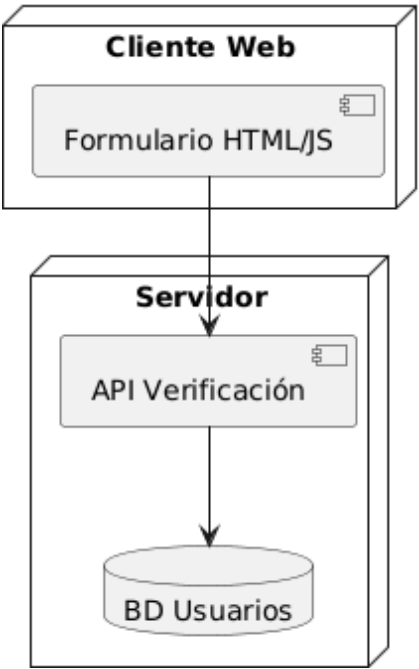 Cliente Web
Formulario HTML/JS
Servidor
API Verificación
BD Usuarios